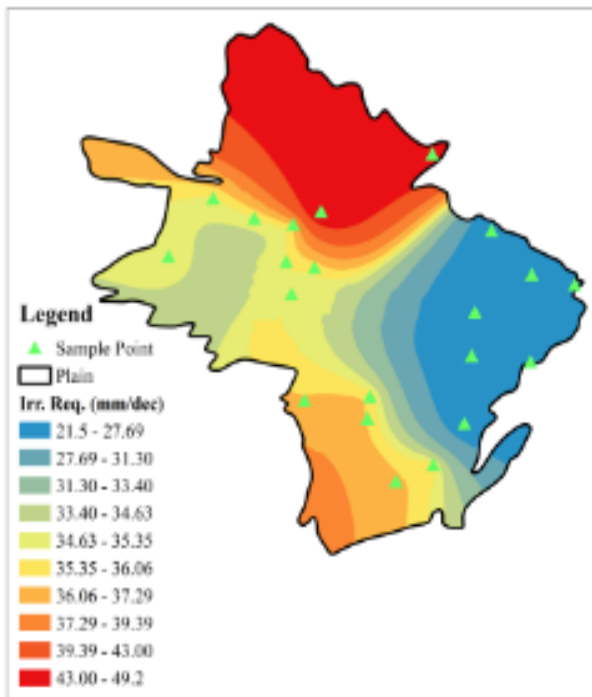 Legend
Sample Point
Plain
Irr. Req. (mm/dec)
21.5 - 27.69
27.69 - 31.30
31.30 - 33.40
33.40 - 34.63
34.63 - 35.35
35.35 - 36.06
36.06 - 37.29
37.29 - 39.39
39.39 - 43.00
43.00 - 49.2